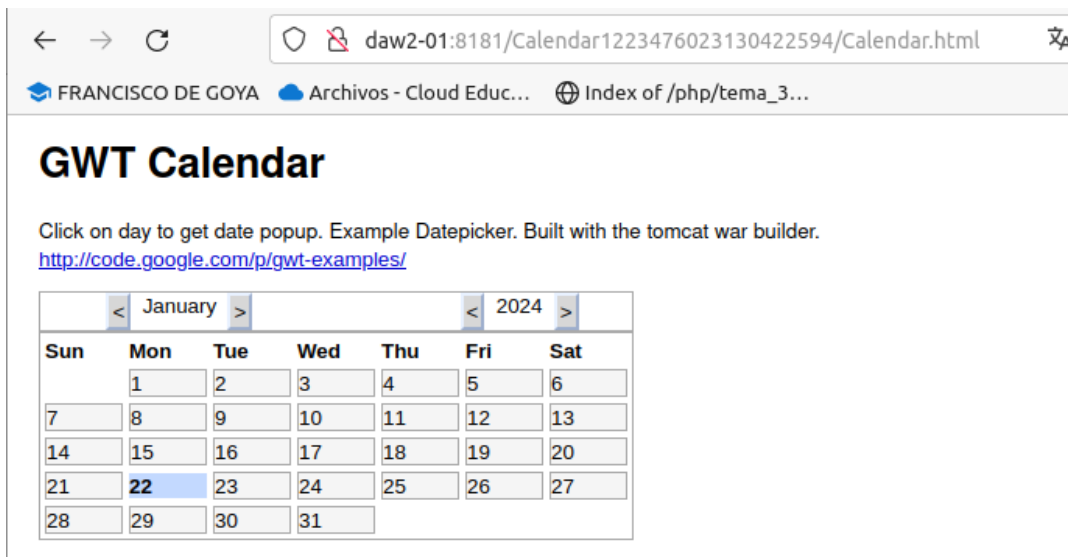 daw2-01:8181/Calendar1223476023130422594/Calendar.html
FRANCISCO DE GOYA Archivos - Cloud Educ... Index of /php/tema_3...
GWT Calendar
Click on day to get date popup. Example Datepicker. Built with the tomcat war builder.
http://code.google.com/p/gwt-examples/
< January > < 2024 >
Sun Mon Tue Wed Thu Fri Sat
1 2 3 4 5 6
7 8 9 10 11 12 13
14 15 16 17 18 19 20
21 22 23 24 25 26 27
28 29 30 31